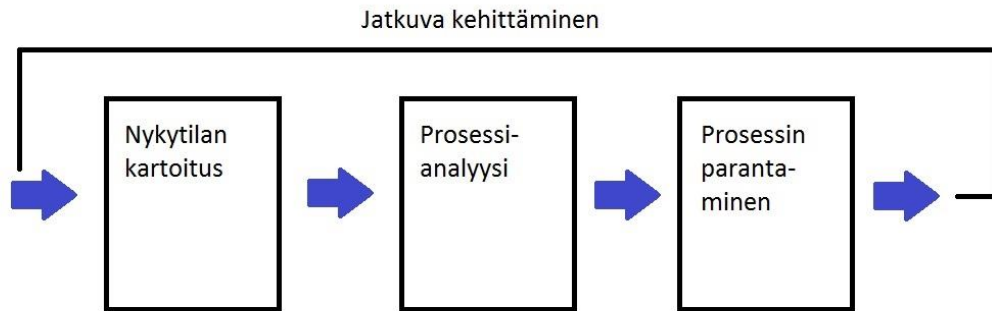 Jatkuva kehittäminen
Nykytilan
kartoitus
Prosessi-
analyysi
Prosessin
paranta-
minen